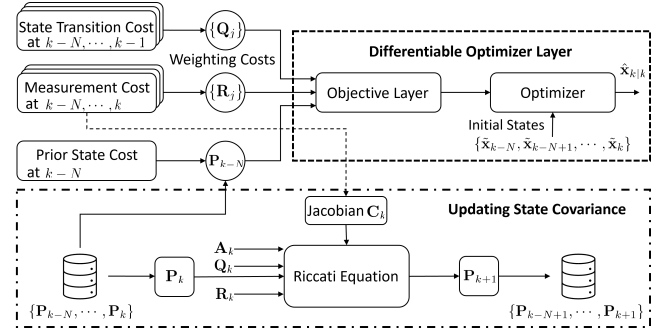 State Transition Cost
at k−N, ⋯, k−1
{Q_j}
Weighting Costs
Measurement Cost
at k−N, ⋯, k
{R_j}
Prior State Cost
at k−N
P_{k−N}
Differentiable Optimizer Layer
Objective Layer
Optimizer
x̂_{k|k}
Initial States
{x̃_{k−N}, x̃_{k−N+1}, ⋯, x̃_k}
Updating State Covariance
Jacobian C_k
{P_{k−N}, ⋯, P_k}
P_k
A_k
Q_k
R_k
Riccati Equation
P_{k+1}
{P_{k−N+1}, ⋯, P_{k+1}}